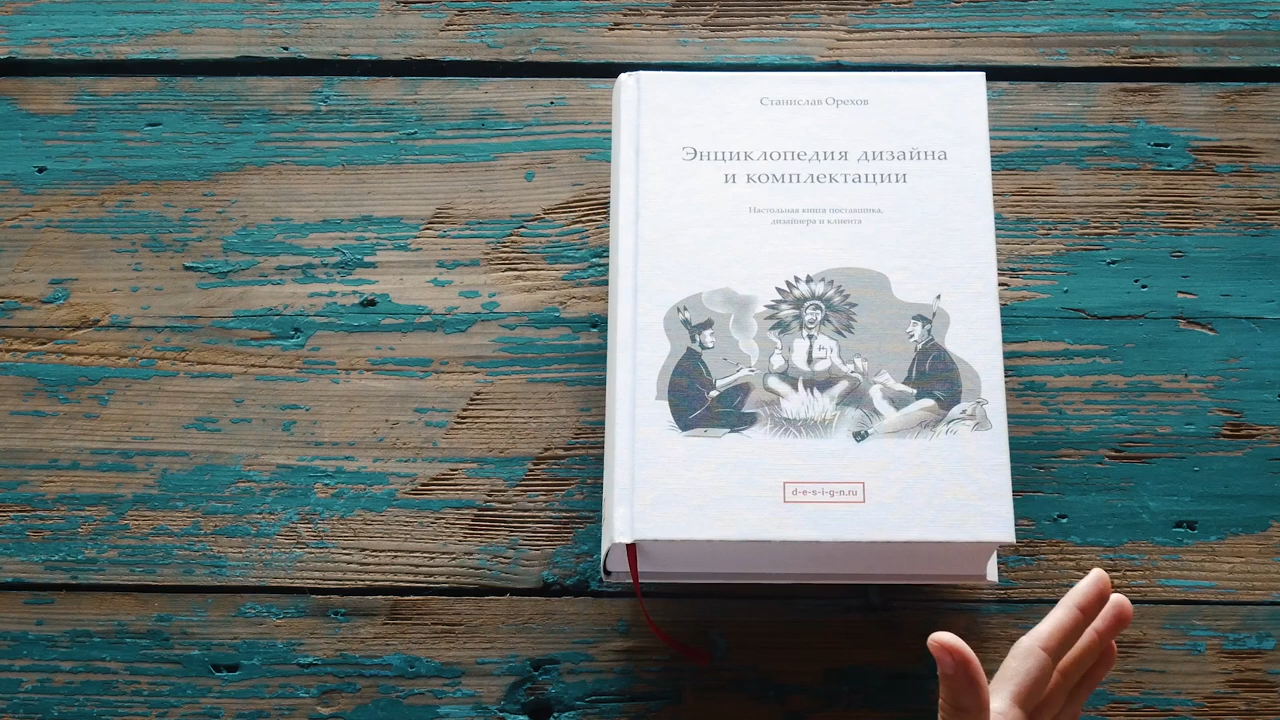 Станислав Орехов
Энциклопедия дизайна
и комплектации
Настольная книга поставщика,
дизайнера и клиента
d-e-s-i-g-n.ru